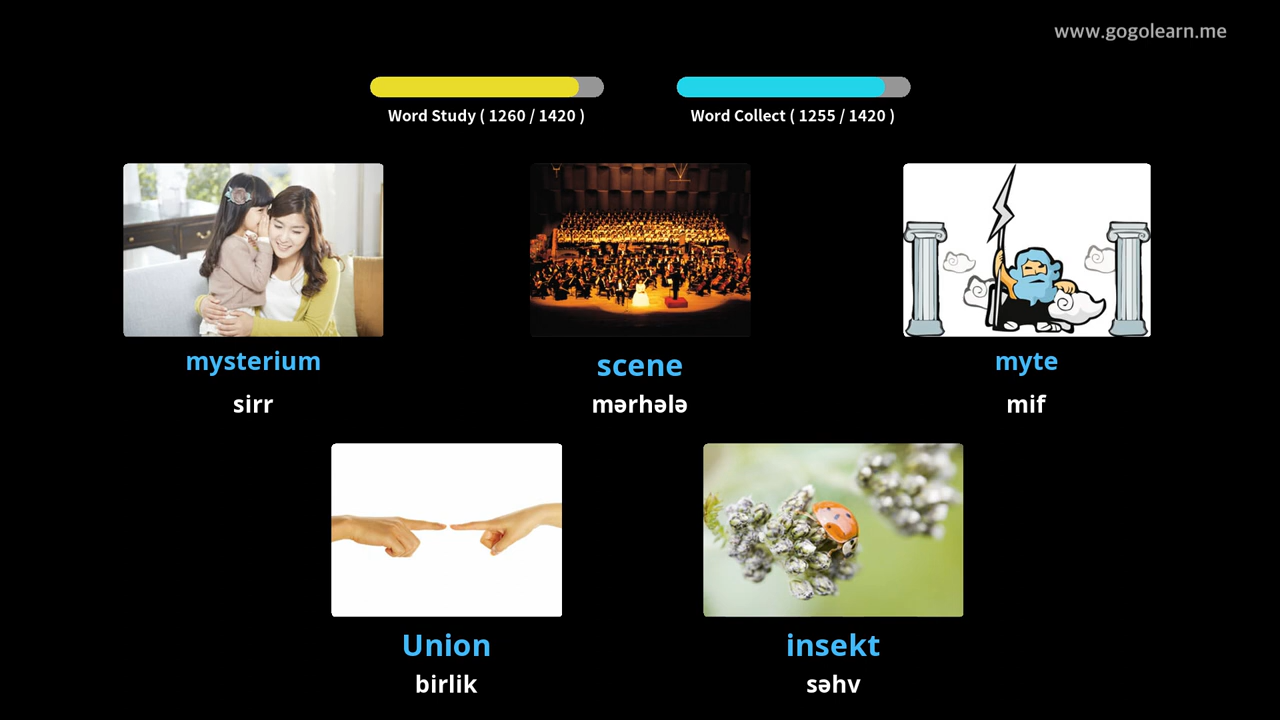 www.gogolearn.me
Word Study ( 1260 / 1420 )
Word Collect ( 1255 / 1420 )
mysterium
scene
myte
sirr
mərhələ
mif
Union
insekt
birlik
səhv